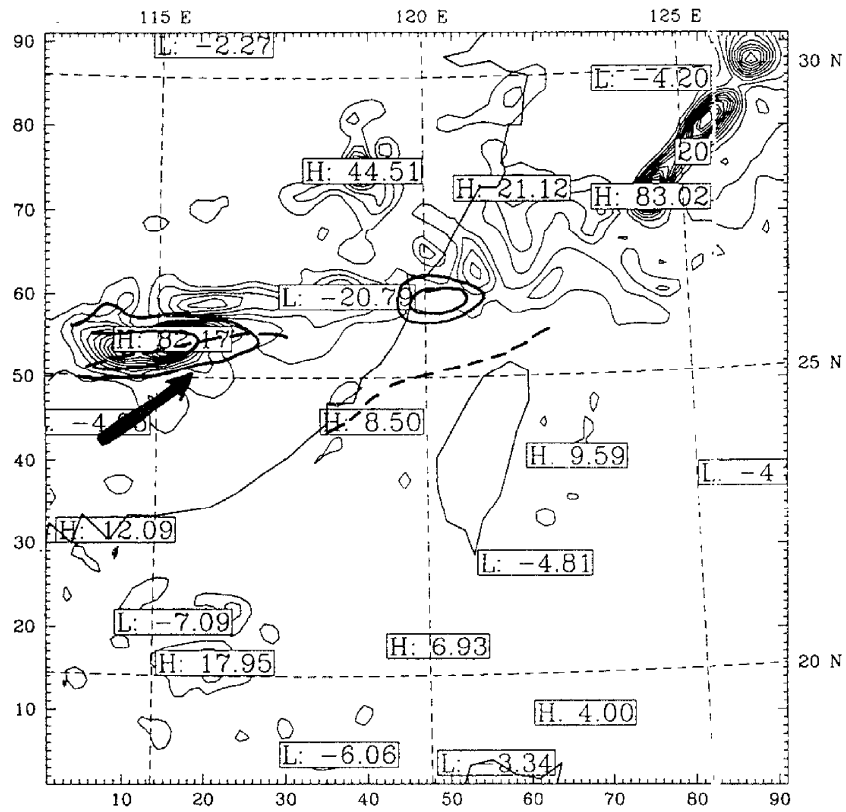 115 E 120 E 125 E
90
L: -2.27
30 N
L: -4.20
80
20
H: 44.51
H: 21.12
H: 83.02
70
60
L: -20.79
H: 82.17
50
25 N
H: 8.50
40
H. 9.59
L: -4
H: 12.09
30
L: -4.81
20
L: -7.09
H: 6.93
H: 17.95
20 N
10
H: 4.00
L: -6.06
L: -3.34
10 20 30 40 50 60 70 80 90